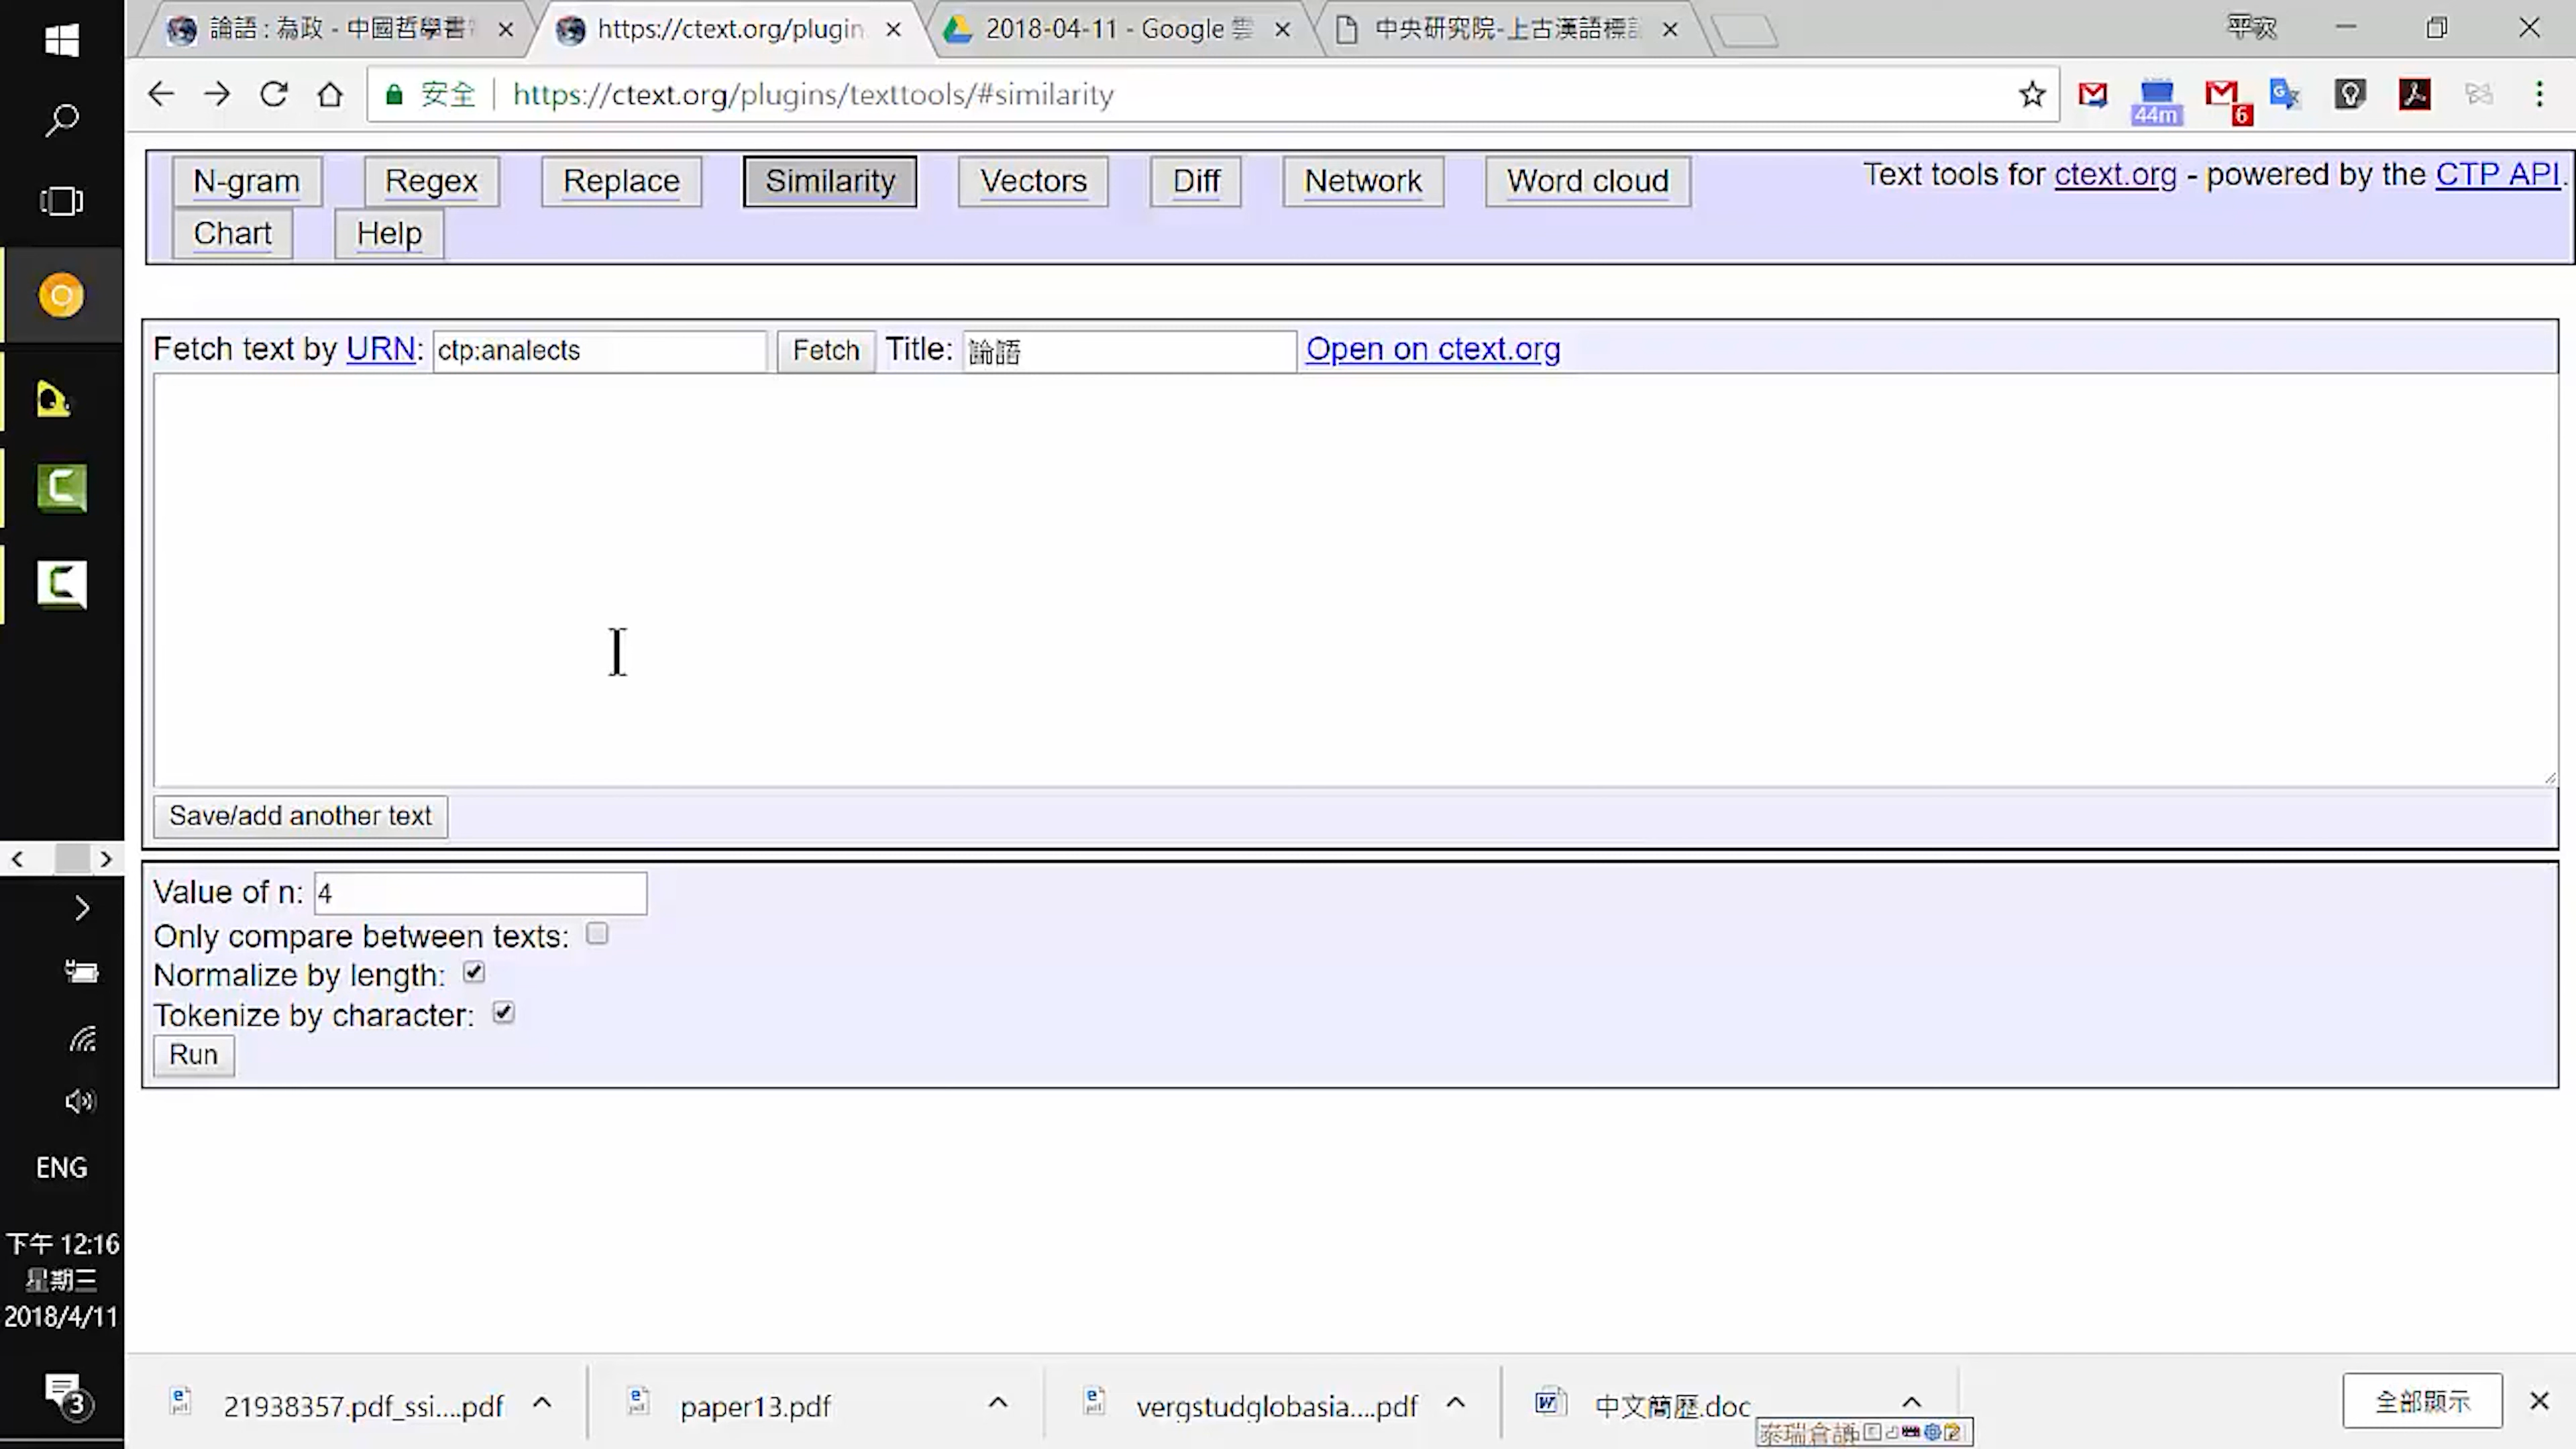 論語 : 為政 - 中國哲學書
https://ctext.org/plugin
2018-04-11 - Google 雲
中央研究院-上古漢語標記
安全
https://ctext.org/plugins/texttools/#similarity
44m
6
N-gram
Regex
Replace
Similarity
Vectors
Diff
Network
Word cloud
Text tools for ctext.org - powered by the CTP API.
Chart
Help
Fetch text by URN: ctp:analects Fetch Title: 論語 Open on ctext.org
Save/add another text
Value of n: 4
Only compare between texts:
Normalize by length:
Tokenize by character:
Run
ENG
下午 12:16
星期三
2018/4/11
3
21938357.pdf_ssi....pdf
paper13.pdf
vergstudglobasia....pdf
中文簡歷.doc
全部顯示